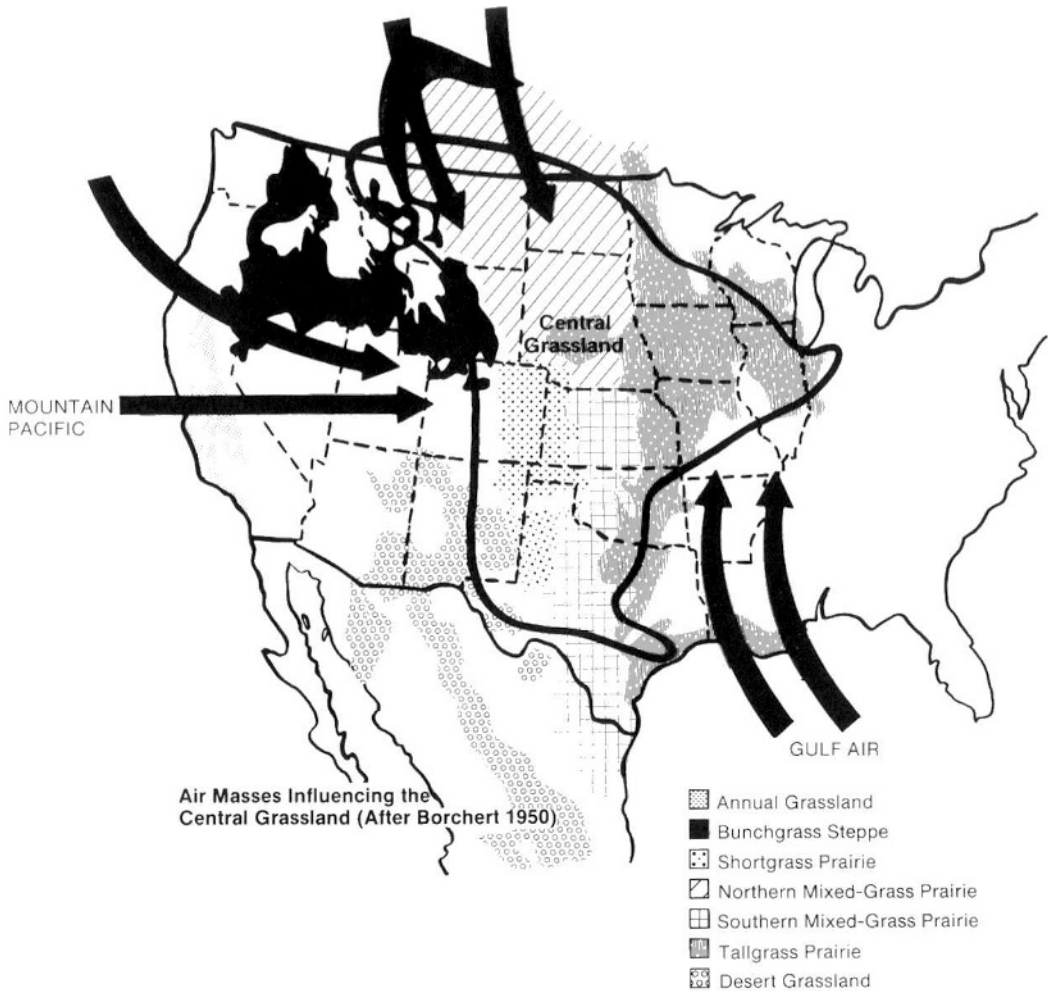 Central
Grassland
MOUNTAIN
PACIFIC
GULF AIR
Air Masses Influencing the
Central Grassland (After Borchert 1950)
Annual Grassland
Bunchgrass Steppe
Shortgrass Prairie
Northern Mixed-Grass Prairie
Southern Mixed-Grass Prairie
Tallgrass Prairie
Desert Grassland